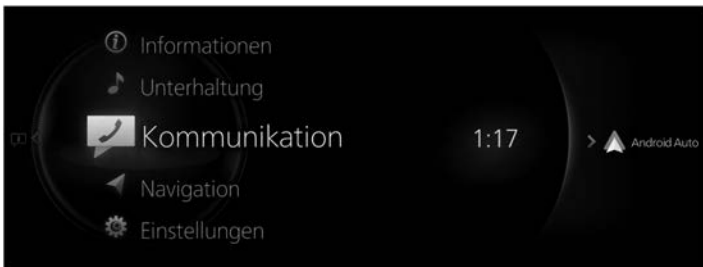 Informationen
Unterhaltung
Kommunikation
1:17
Android Auto
Navigation
Einstellungen